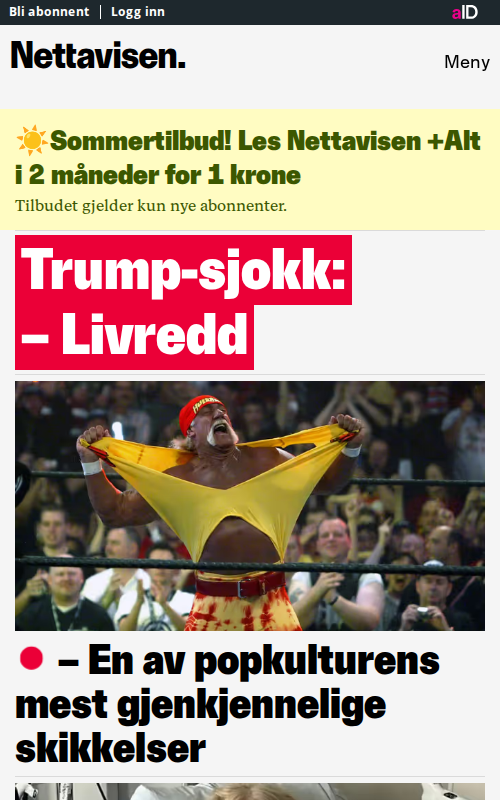 Bli abonnent | Logg inn
aID
Nettavisen.
Meny
☀️Sommertilbud! Les Nettavisen +Alt
i 2 måneder for 1 krone
Tilbudet gjelder kun nye abonnenter.
Trump-sjokk:
– Livredd
– En av popkulturens
mest gjenkjennelige
skikkelser